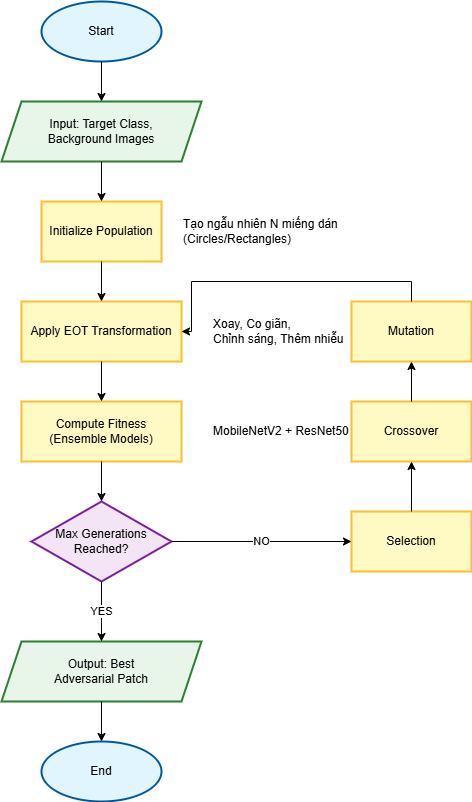 Start
Input: Target Class,
Background Images
Initialize Population
Tạo ngẫu nhiên N miếng dán
(Circles/Rectangles)
Apply EOT Transformation
Xoay, Co giãn,
Chỉnh sáng, Thêm nhiễu
Mutation
Compute Fitness
(Ensemble Models)
MobileNetV2 + ResNet50
Crossover
Max Generations
Reached?
NO
Selection
YES
Output: Best
Adversarial Patch
End